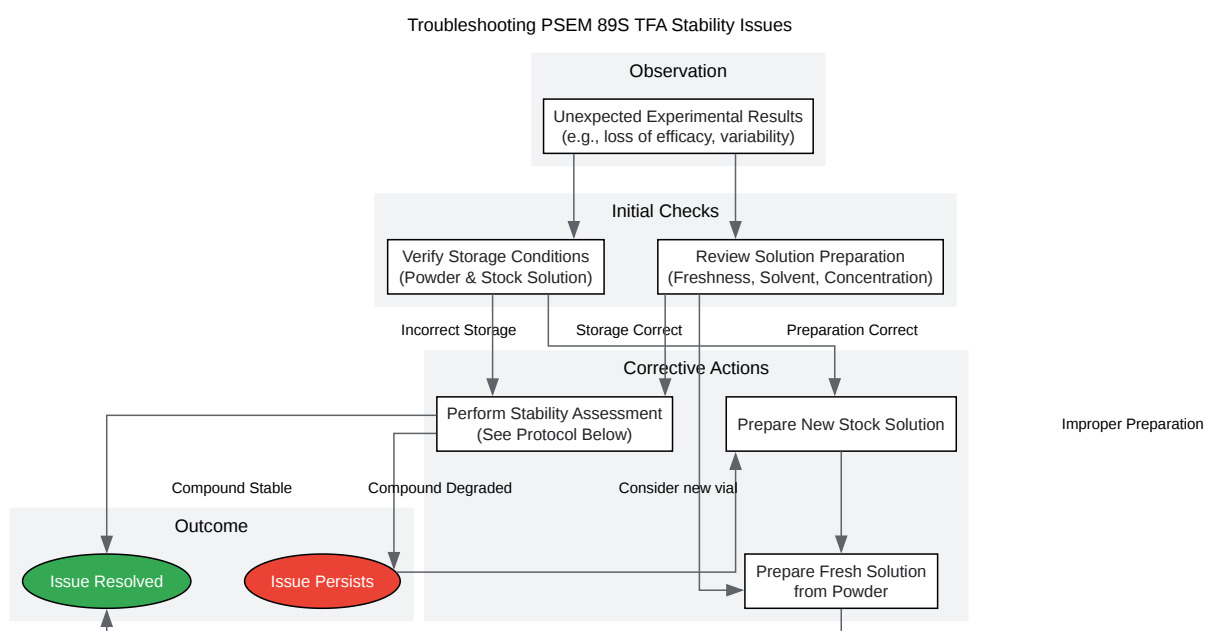 Troubleshooting PSEM 89S TFA Stability Issues
Observation
Unexpected Experimental Results
(e.g., loss of efficacy, variability)
Initial Checks
Verify Storage Conditions
(Powder & Stock Solution)
Review Solution Preparation
(Freshness, Solvent, Concentration)
Incorrect Storage
Storage Correct
Preparation Correct
Corrective Actions
Perform Stability Assessment
(See Protocol Below)
Prepare New Stock Solution
Improper Preparation
Compound Stable
Compound Degraded
Consider new vial
Outcome
Issue Resolved
Issue Persists
Prepare Fresh Solution
from Powder